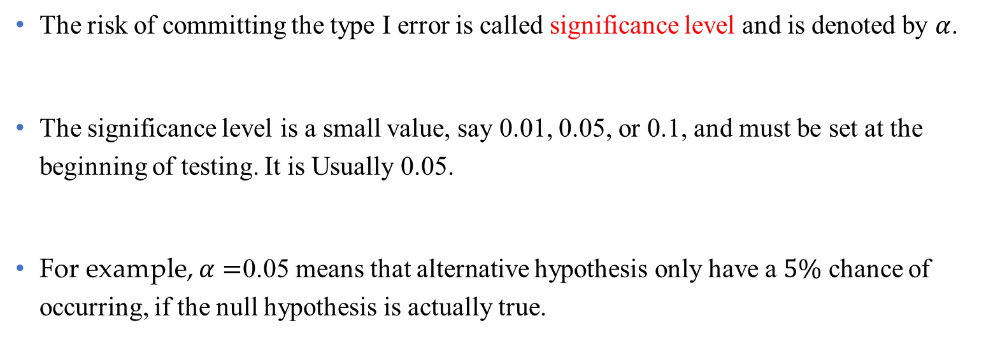 • The risk of committing the type I error is called significance level and is denoted by α.
• The significance level is a small value, say 0.01, 0.05, or 0.1, and must be set at the
beginning of testing. It is Usually 0.05.
• For example, α =0.05 means that alternative hypothesis only have a 5% chance of
occurring, if the null hypothesis is actually true.